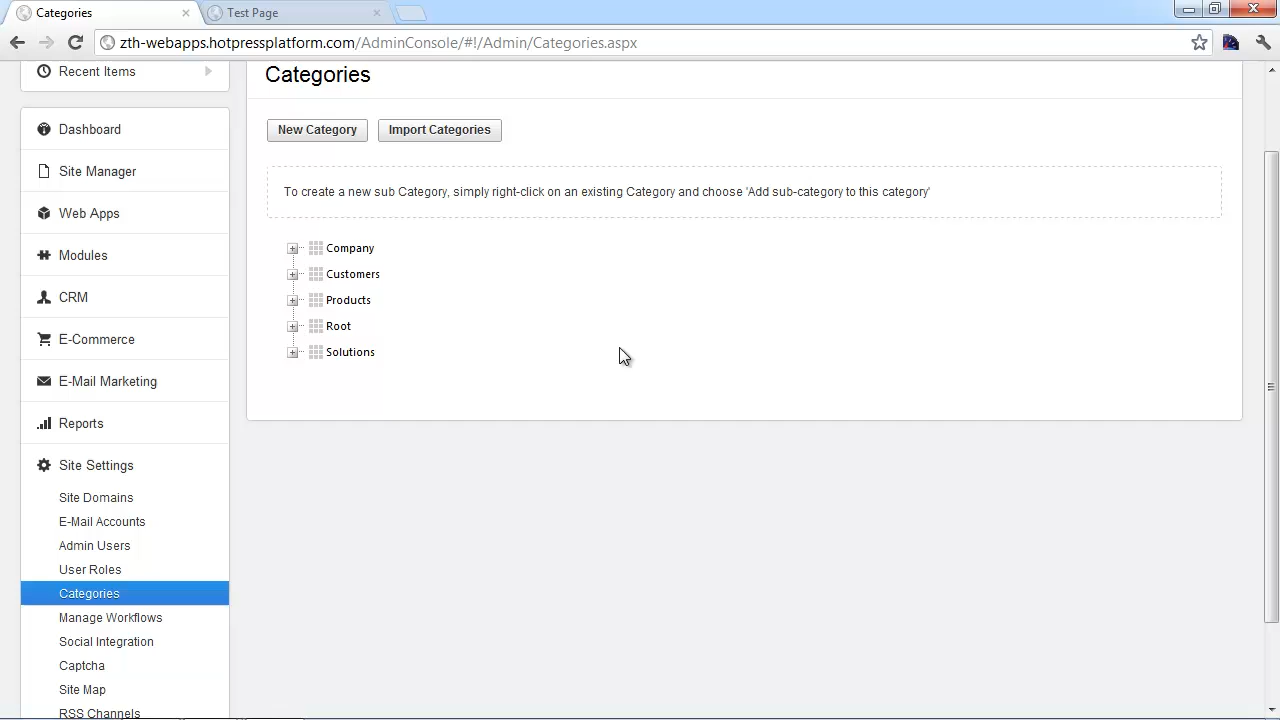 Categories
Test Page
zth-webapps.hotpressplatform.com/AdminConsole/#!/Admin/Categories.aspx
Recent Items
Dashboard
Site Manager
Web Apps
Modules
CRM
E-Commerce
E-Mail Marketing
Reports
Site Settings
Site Domains
E-Mail Accounts
Admin Users
User Roles
Categories
Manage Workflows
Social Integration
Captcha
Site Map
RSS Channels
Categories
New Category
Import Categories
To create a new sub Category, simply right-click on an existing Category and choose 'Add sub-category to this category'
Company
Customers
Products
Root
Solutions